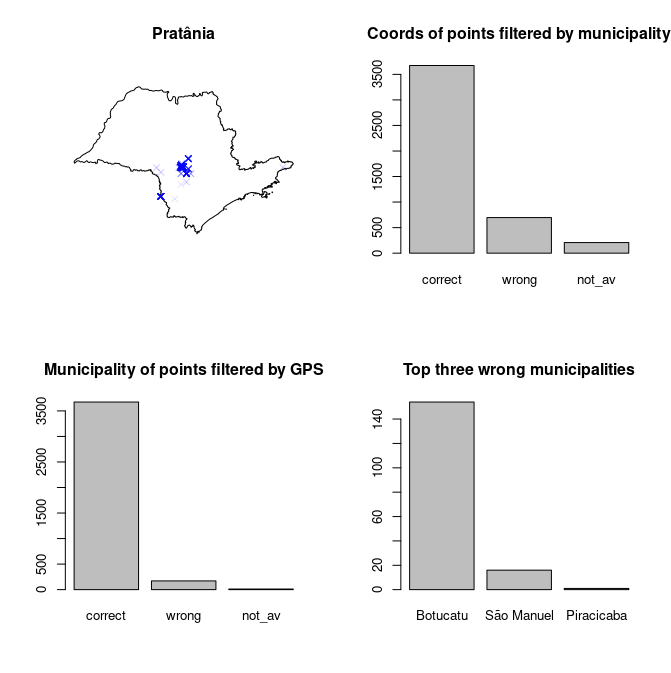 Pratânia
Coords of points filtered by municipality
3500
2500
1500
500
0
correct wrong not_av
Municipality of points filtered by GPS
3500
2500
1500
500
0
correct wrong not_av
Top three wrong municipalities
140
100
60
20
0
Botucatu São Manuel Piracicaba